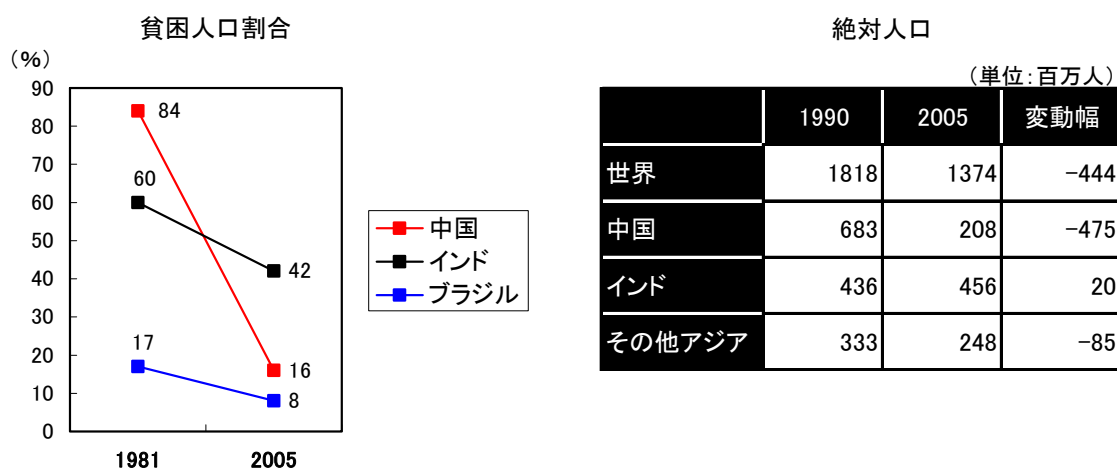 貧困人口割合
(%)
90
80
70
60
50
40
30
20
10
0
84
60
42
17
16
8
1981 2005
中国
インド
ブラジル
絶対人口
(単位:百万人)
1990 2005 変動幅
世界 1818 1374 -444
中国 683 208 -475
インド 436 456 20
その他アジア 333 248 -85